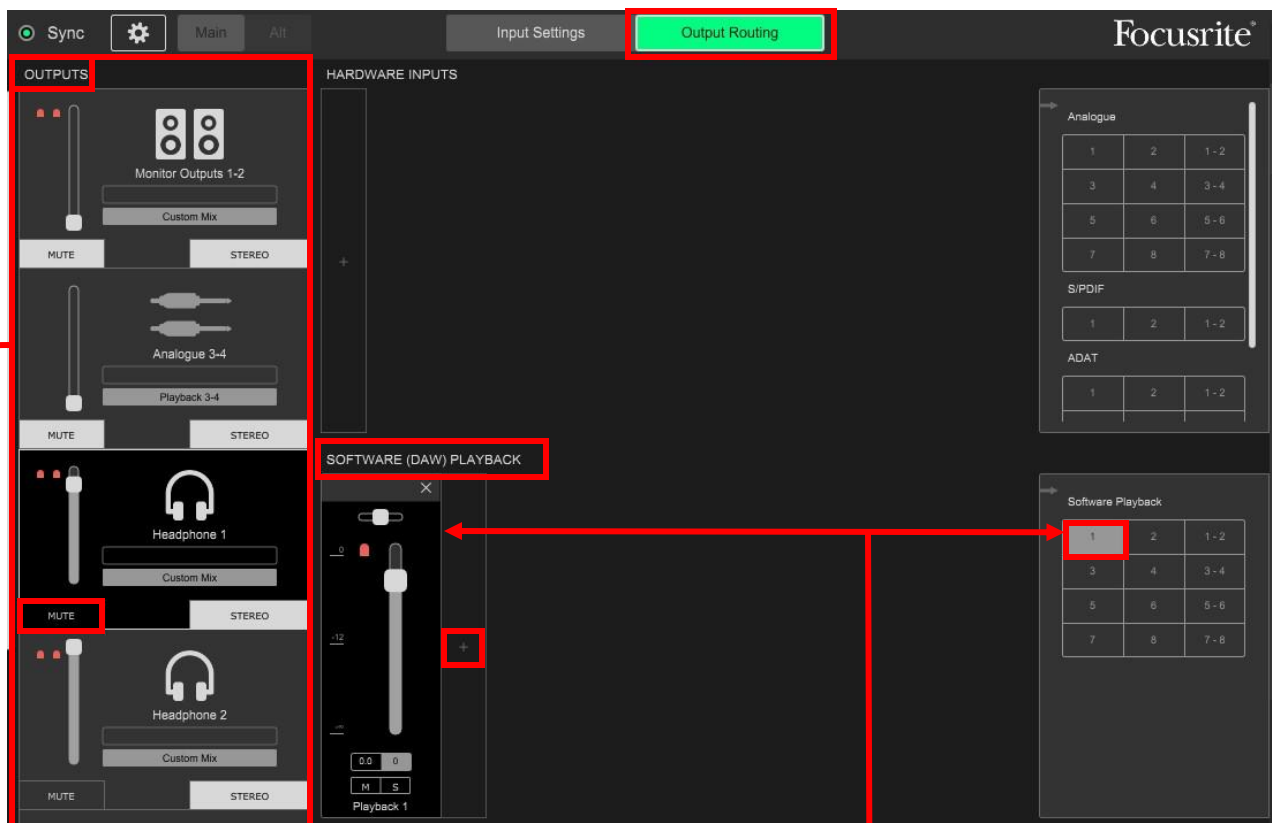 Sync
Main
Alt
Input Settings
Output Routing
Focusrite
OUTPUTS
Monitor Outputs 1-2
Custom Mix
MUTE
STEREO
Analogue 3-4
Playback 3-4
MUTE
STEREO
Headphone 1
Custom Mix
MUTE
STEREO
Headphone 2
Custom Mix
MUTE
STEREO
HARDWARE INPUTS
+
Analogue
1 2 1 - 2
3 4 3 - 4
5 6 5 - 6
7 8 7 - 8
S/PDIF
1 2 1 - 2
ADAT
1 2 1 - 2
SOFTWARE (DAW) PLAYBACK
0
-12
-∞
0.0 0
M S
Playback 1
+
Software Playback
1 2 1 - 2
3 4 3 - 4
5 6 5 - 6
7 8 7 - 8